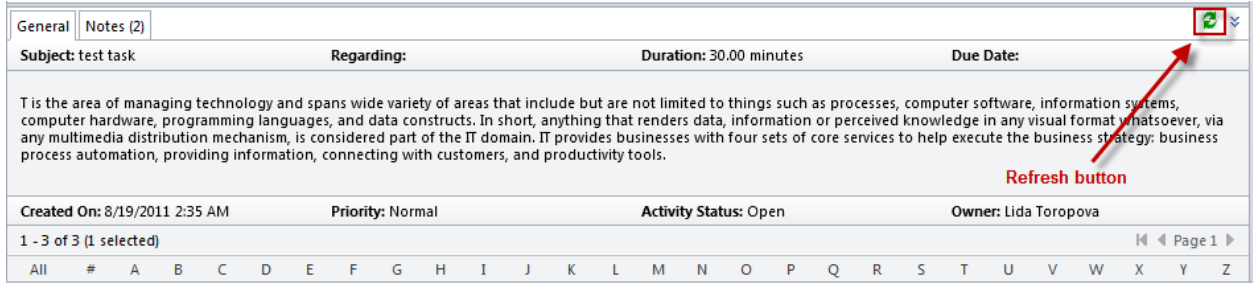 General Notes (2)
Subject: test task Regarding: Duration: 30.00 minutes Due Date:
T is the area of managing technology and spans wide variety of areas that include but are not limited to things such as processes, computer software, information systems,
computer hardware, programming languages, and data constructs. In short, anything that renders data, information or perceived knowledge in any visual format whatsoever, via
any multimedia distribution mechanism, is considered part of the IT domain. IT provides businesses with four sets of core services to help execute the business strategy: business
process automation, providing information, connecting with customers, and productivity tools.
Refresh button
Created On: 8/19/2011 2:35 AM Priority: Normal Activity Status: Open Owner: Lida Toropova
1 - 3 of 3 (1 selected) Page 1
All # A B C D E F G H I J K L M N O P Q R S T U V W X Y Z